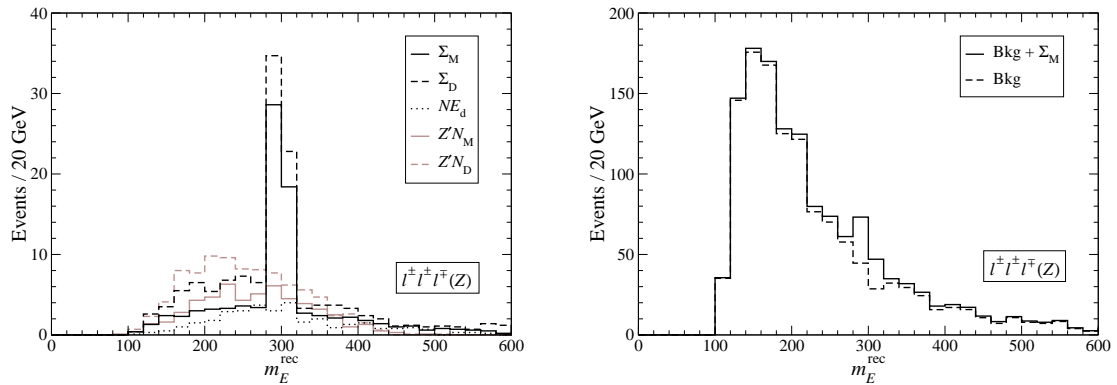 Events / 20 GeV
40
30
20
10
0
Σ_M
Σ_D
NE_d
Z′N_M
Z′N_D
l^± l^± l^∓ (Z)
0 100 200 300 400 500 600
m_E^rec
Events / 20 GeV
200
150
100
50
0
Bkg + Σ_M
Bkg
l^± l^± l^∓ (Z)
0 100 200 300 400 500 600
m_E^rec